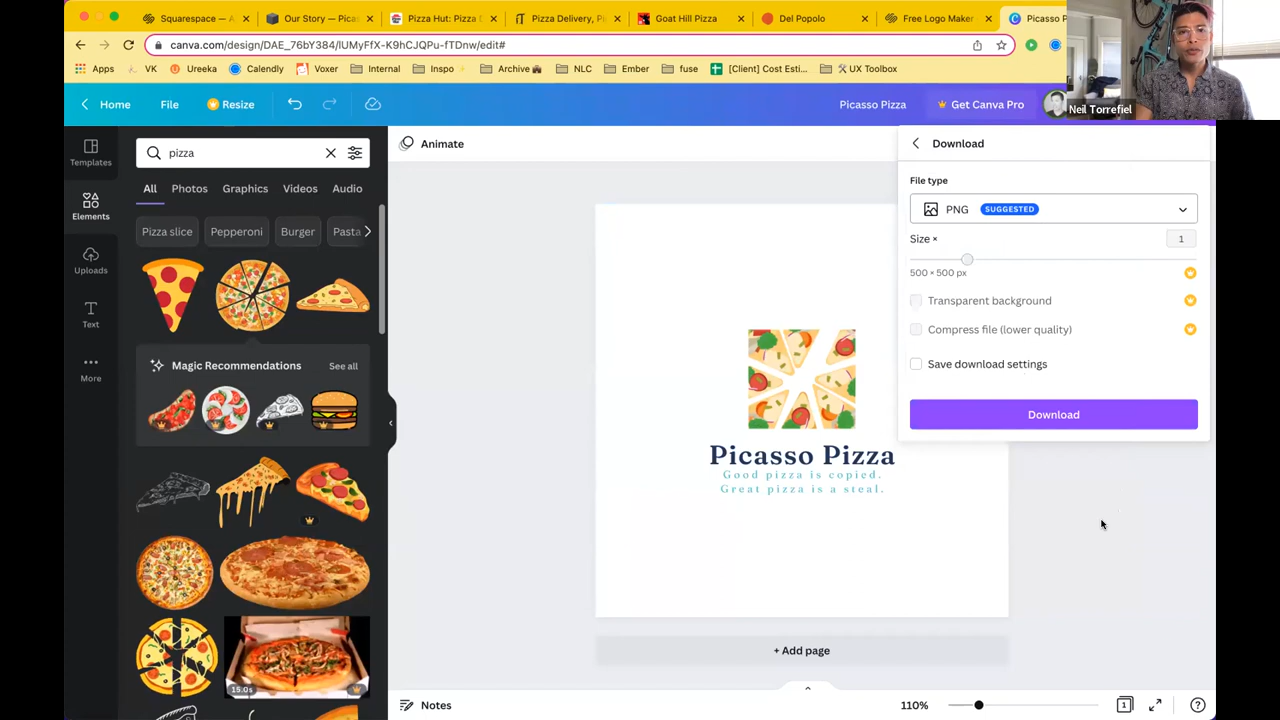 Squarespace — A
Our Story — Picas
Pizza Hut: Pizza D
Pizza Delivery, Pi
Goat Hill Pizza
Del Popolo
Free Logo Maker
Picasso P
canva.com/design/DAE_76bY384/lUMyFfX-K9hCJQPu-fTDnw/edit#
Apps
VK
Ureeka
Calendly
Voxer
Internal
Inspo
Archive
NLC
Ember
fuse
[Client] Cost Esti...
UX Toolbox
Neil Torrefiel
Home
File
Resize
Picasso Pizza
Get Canva Pro
Templates
Elements
Uploads
Text
More
pizza
All
Photos
Graphics
Videos
Audio
Pizza slice
Pepperoni
Burger
Pasta
Magic Recommendations
See all
15.0s
Animate
Picasso Pizza
Good pizza is copied.
Great pizza is a steal.
+ Add page
Download
File type
PNG SUGGESTED
Size × 1
500 × 500 px
Transparent background
Compress file (lower quality)
Save download settings
Download
Notes
110%
1